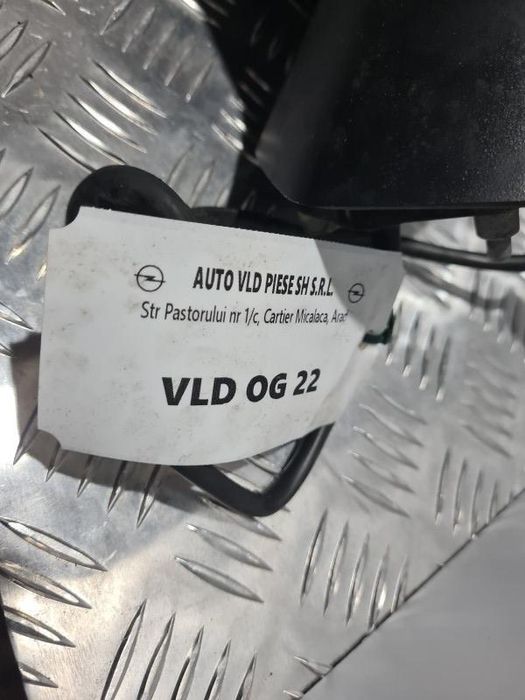 AUTO VLD PIESE SH S.R.L.
Str Pastorului nr 1/c, Cartier Micalaca, Arad
VLD OG 22